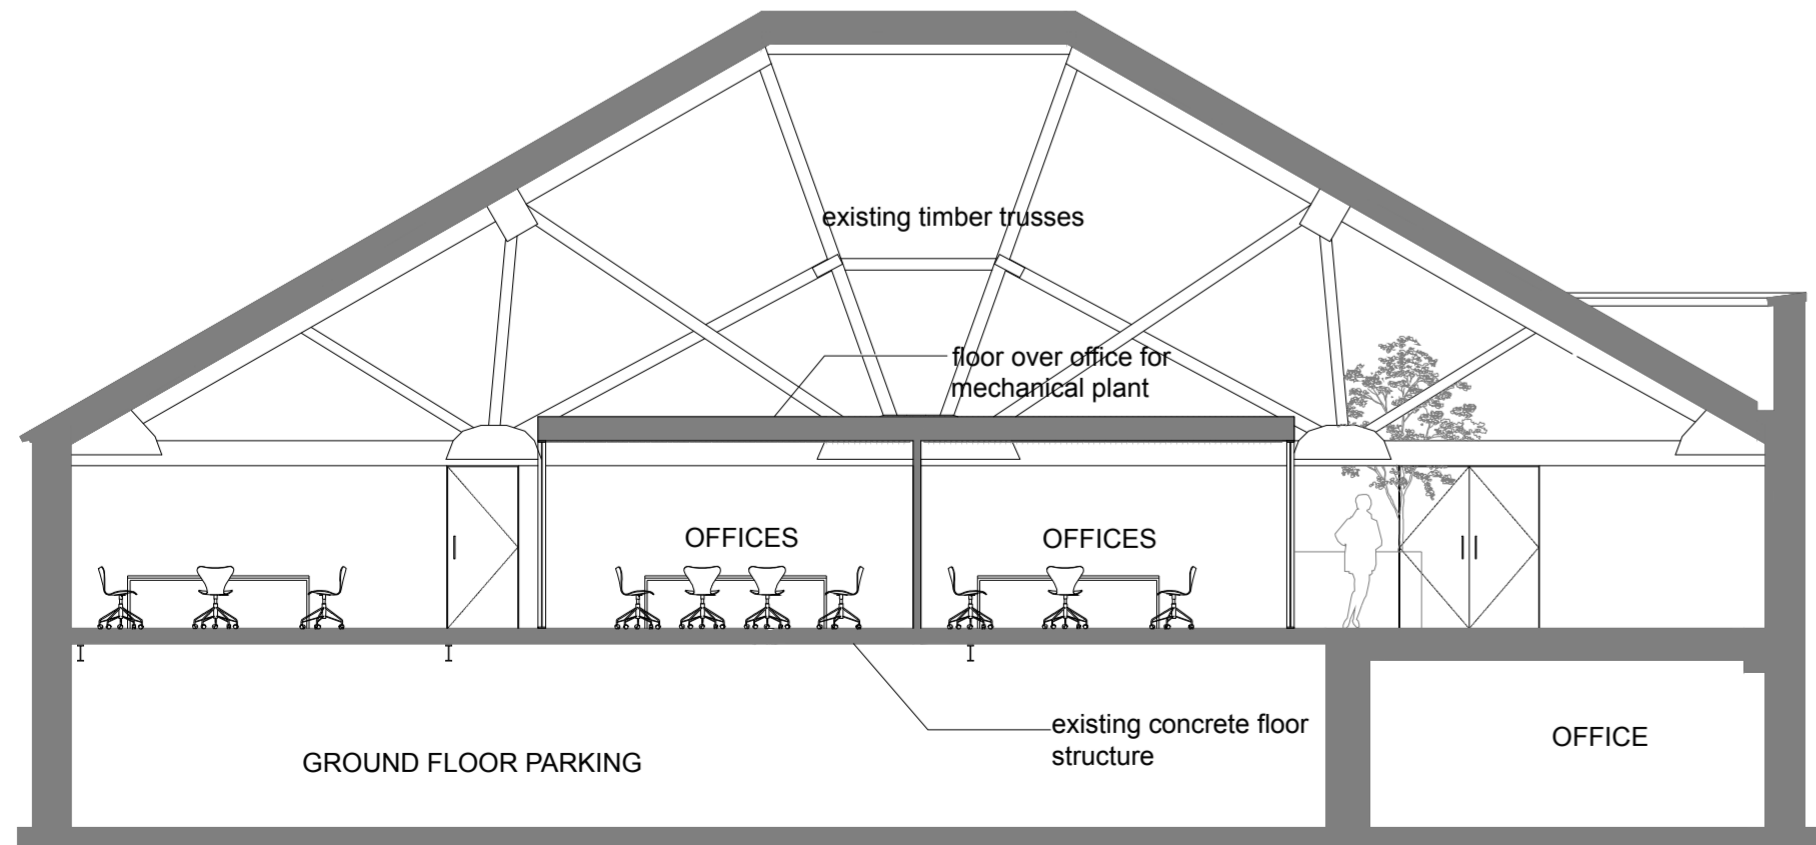 existing timber trusses
floor over office for
mechanical plant
OFFICES
OFFICES
existing concrete floor
structure
OFFICE
GROUND FLOOR PARKING